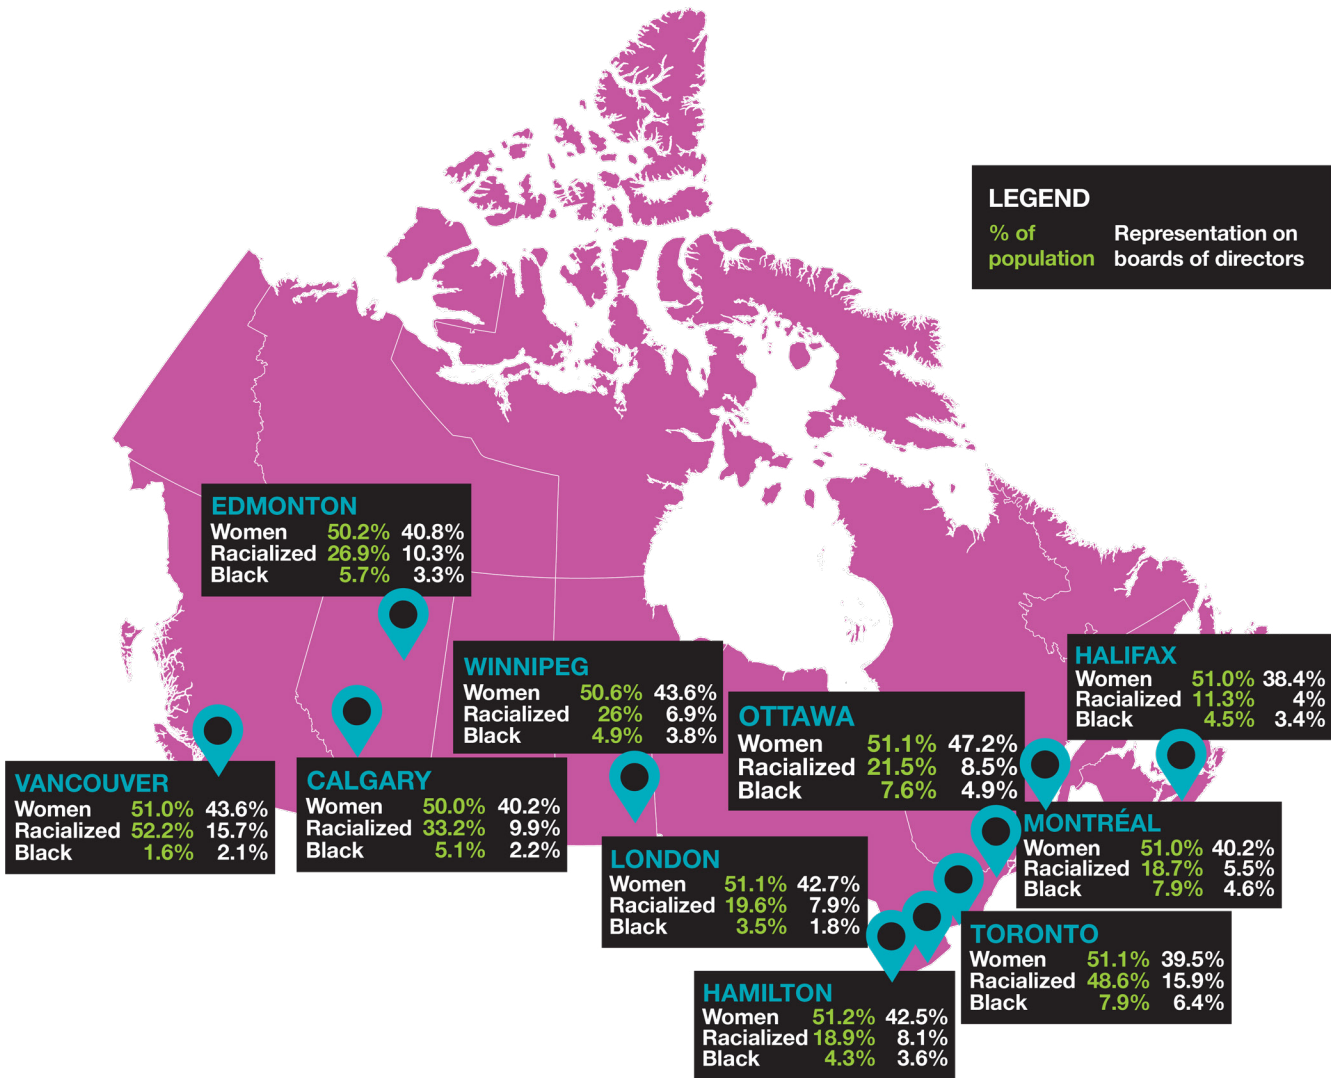 LEGEND
% of population Representation on boards of directors
EDMONTON
Women 50.2% 40.8%
Racialized 26.9% 10.3%
Black 5.7% 3.3%
WINNIPEG
Women 50.6% 43.6%
Racialized 26% 6.9%
Black 4.9% 3.8%
HALIFAX
Women 51.0% 38.4%
Racialized 11.3% 4%
Black 4.5% 3.4%
OTTAWA
Women 51.1% 47.2%
Racialized 21.5% 8.5%
Black 7.6% 4.9%
VANCOUVER
Women 51.0% 43.6%
Racialized 52.2% 15.7%
Black 1.6% 2.1%
CALGARY
Women 50.0% 40.2%
Racialized 33.2% 9.9%
Black 5.1% 2.2%
LONDON
Women 51.1% 42.7%
Racialized 19.6% 7.9%
Black 3.5% 1.8%
MONTRÉAL
Women 51.0% 40.2%
Racialized 18.7% 5.5%
Black 7.9% 4.6%
TORONTO
Women 51.1% 39.5%
Racialized 48.6% 15.9%
Black 7.9% 6.4%
HAMILTON
Women 51.2% 42.5%
Racialized 18.9% 8.1%
Black 4.3% 3.6%